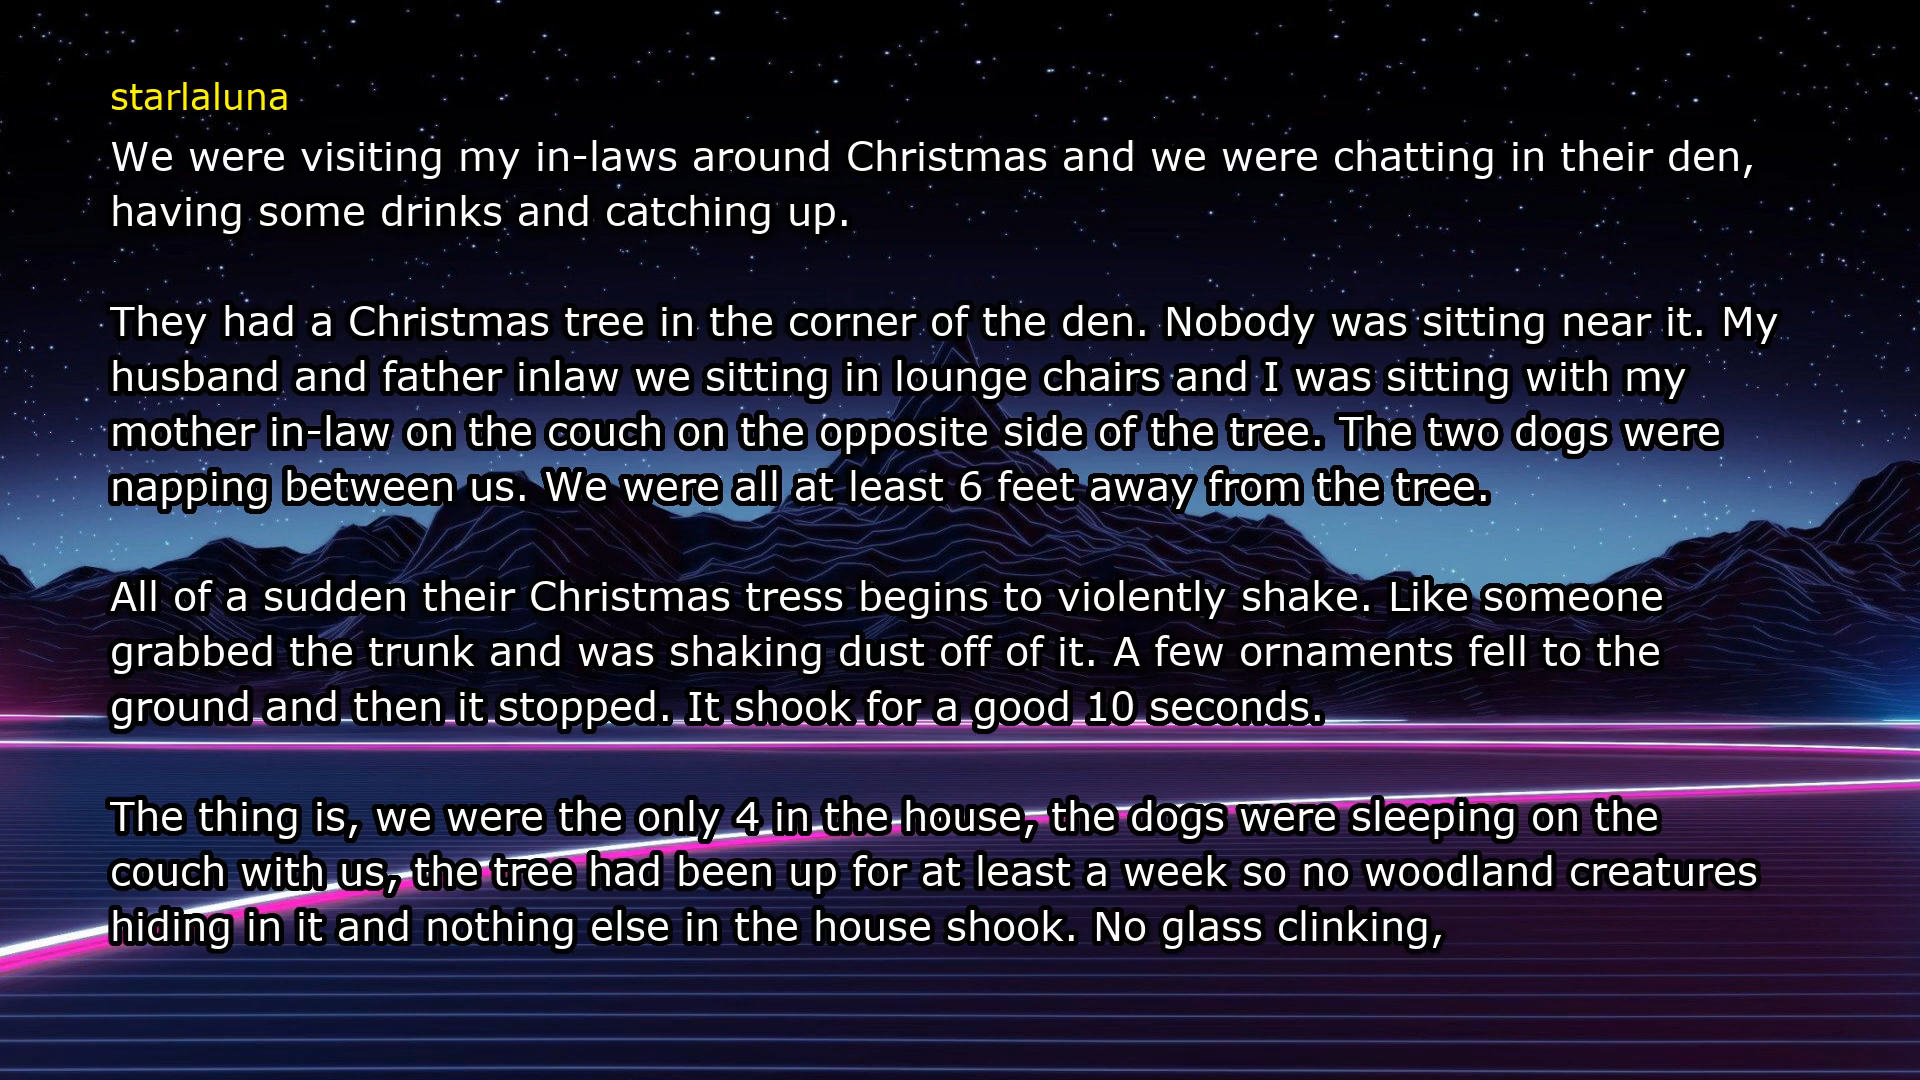 starlaluna
We were visiting my in-laws around Christmas and we were chatting in their den,
having some drinks and catching up.
They had a Christmas tree in the corner of the den. Nobody was sitting near it. My
husband and father inlaw we sitting in lounge chairs and I was sitting with my
mother in-law on the couch on the opposite side of the tree. The two dogs were
napping between us. We were all at least 6 feet away from the tree.
All of a sudden their Christmas tress begins to violently shake. Like someone
grabbed the trunk and was shaking dust off of it. A few ornaments fell to the
ground and then it stopped. It shook for a good 10 seconds.
The thing is, we were the only 4 in the house, the dogs were sleeping on the
couch with us, the tree had been up for at least a week so no woodland creatures
hiding in it and nothing else in the house shook. No glass clinking,